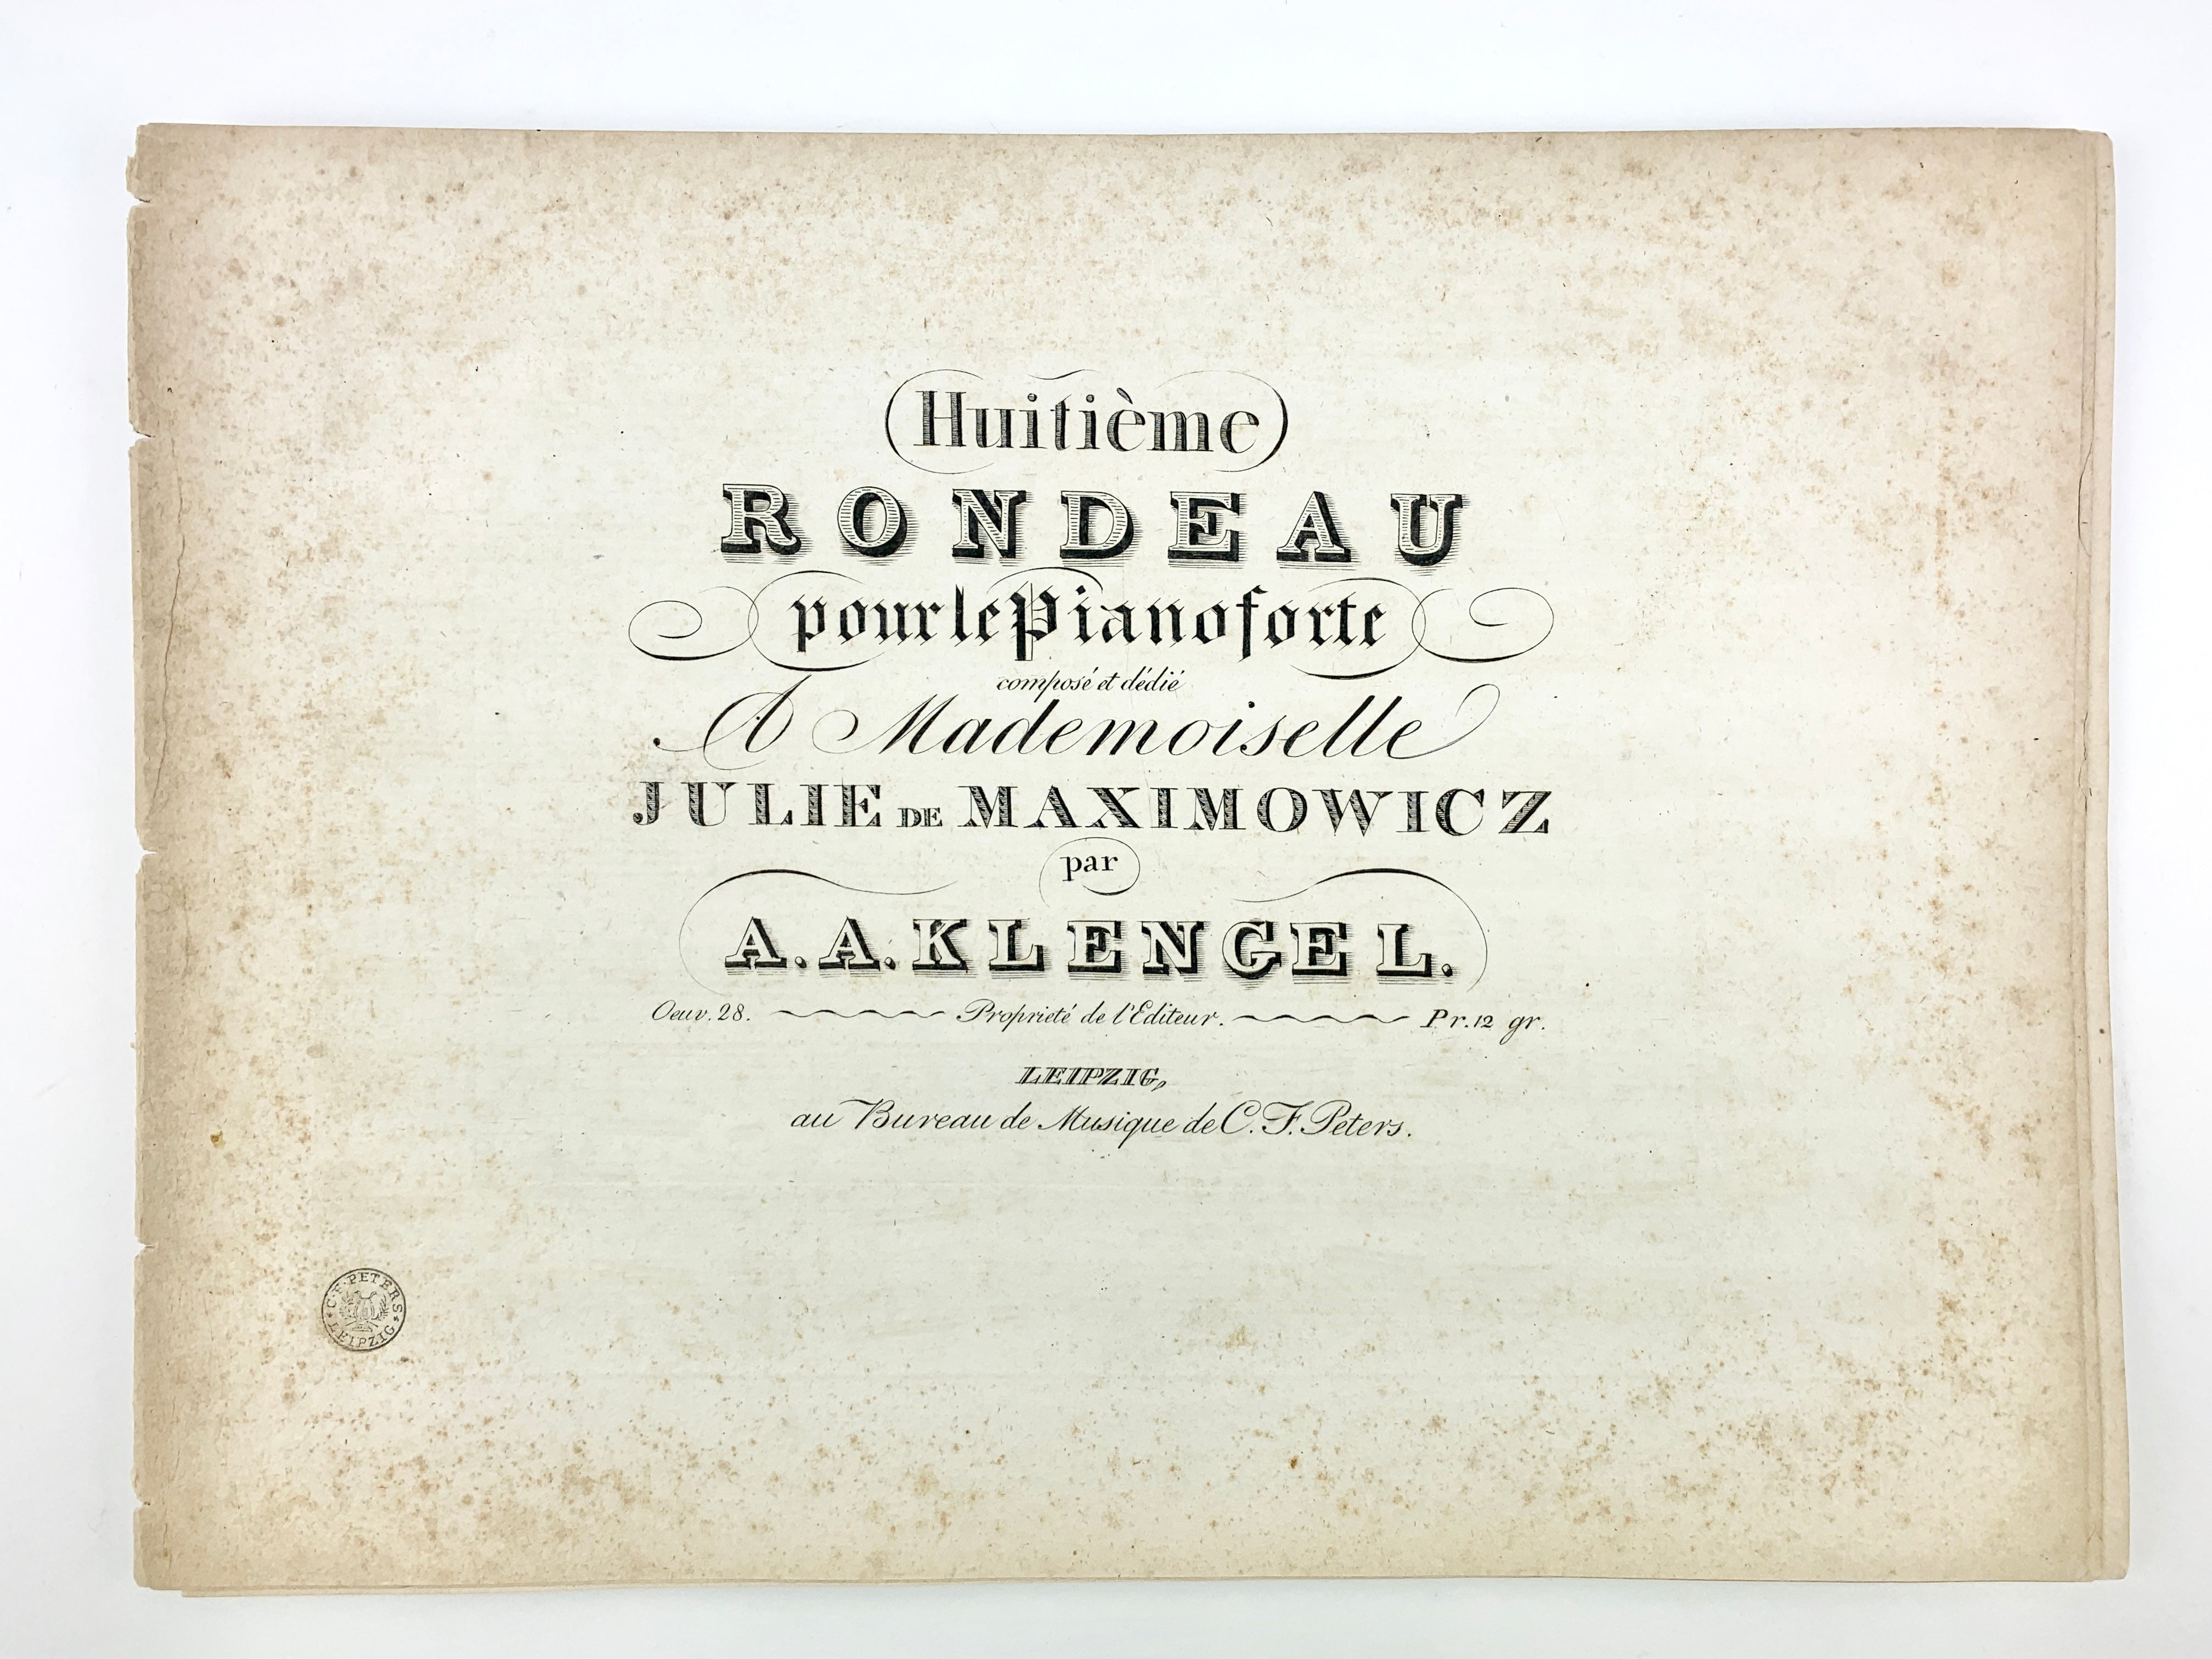 Huitième
RONDEAU
pour le Pianoforte
composé et dédié
A Mademoiselle
JULIE DE MAXIMOWICZ
par
A. A. KLENGEL.
Oeuv. 28. Proprieté de l'Editeur. Pr. 12 gr.
LEIPZIG,
au Bureau de Musique de C. F. Peters.
C. F. PETERS
LEIPZIG